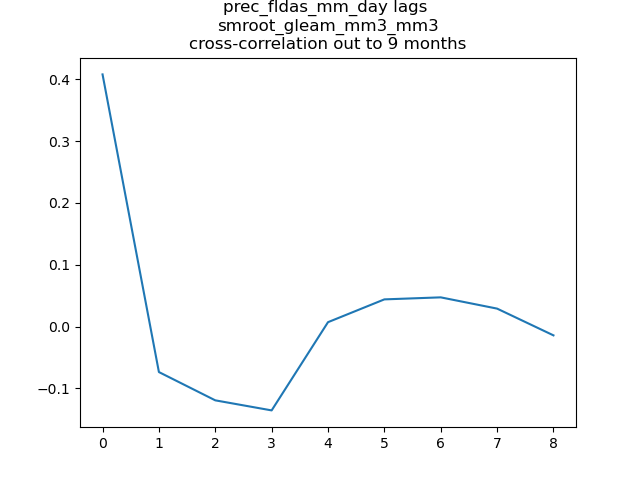 prec_fldas_mm_day lags
smroot_gleam_mm3_mm3
cross-correlation out to 9 months
0.4
0.3
0.2
0.1
0.0
−0.1
0 1 2 3 4 5 6 7 8